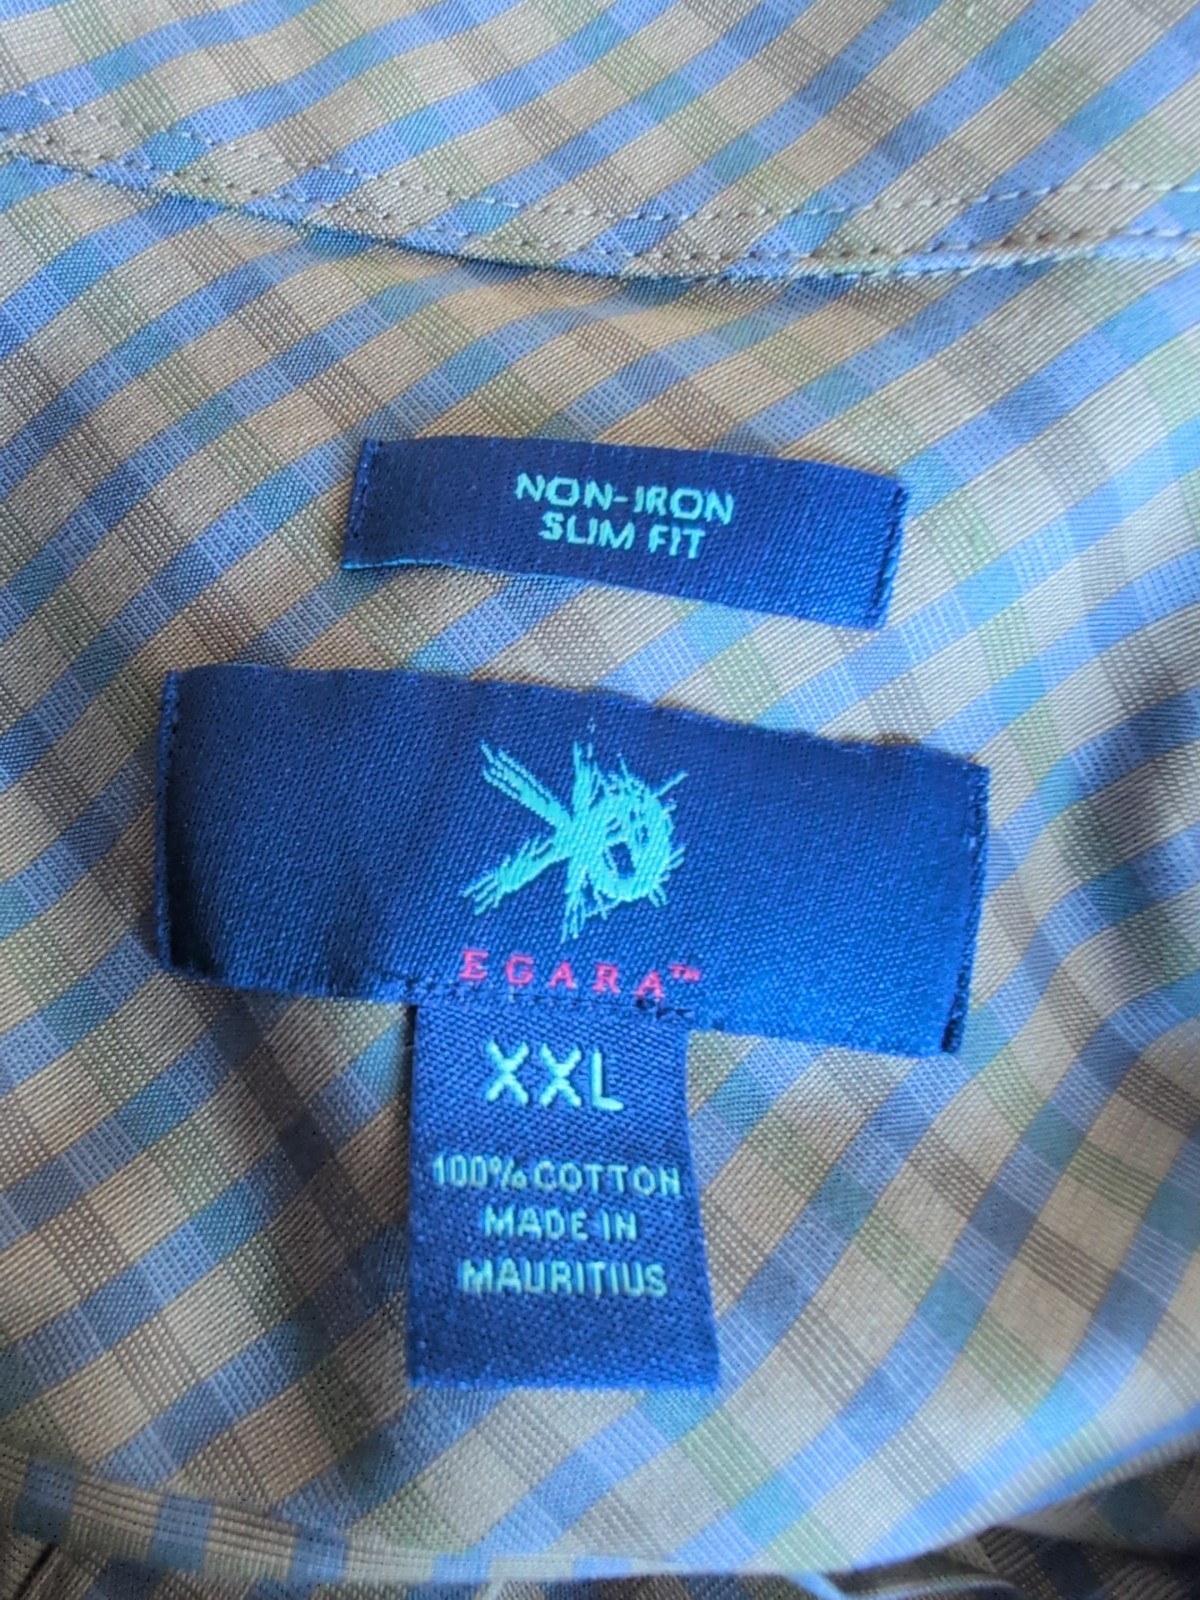 NON-IRON
SLIM FIT
EGARA™
XXL
100% COTTON
MADE IN
MAURITIUS